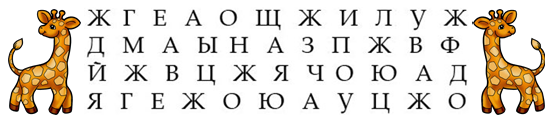 Ж Г Е А О Щ Ж И Л У Ж
Д М А Ы Н А З П Ж В Ф
Й Ж В Ц Ж Я Ч О Ю А Д
Я Г Е Ж О Ю А У Ц Ж О